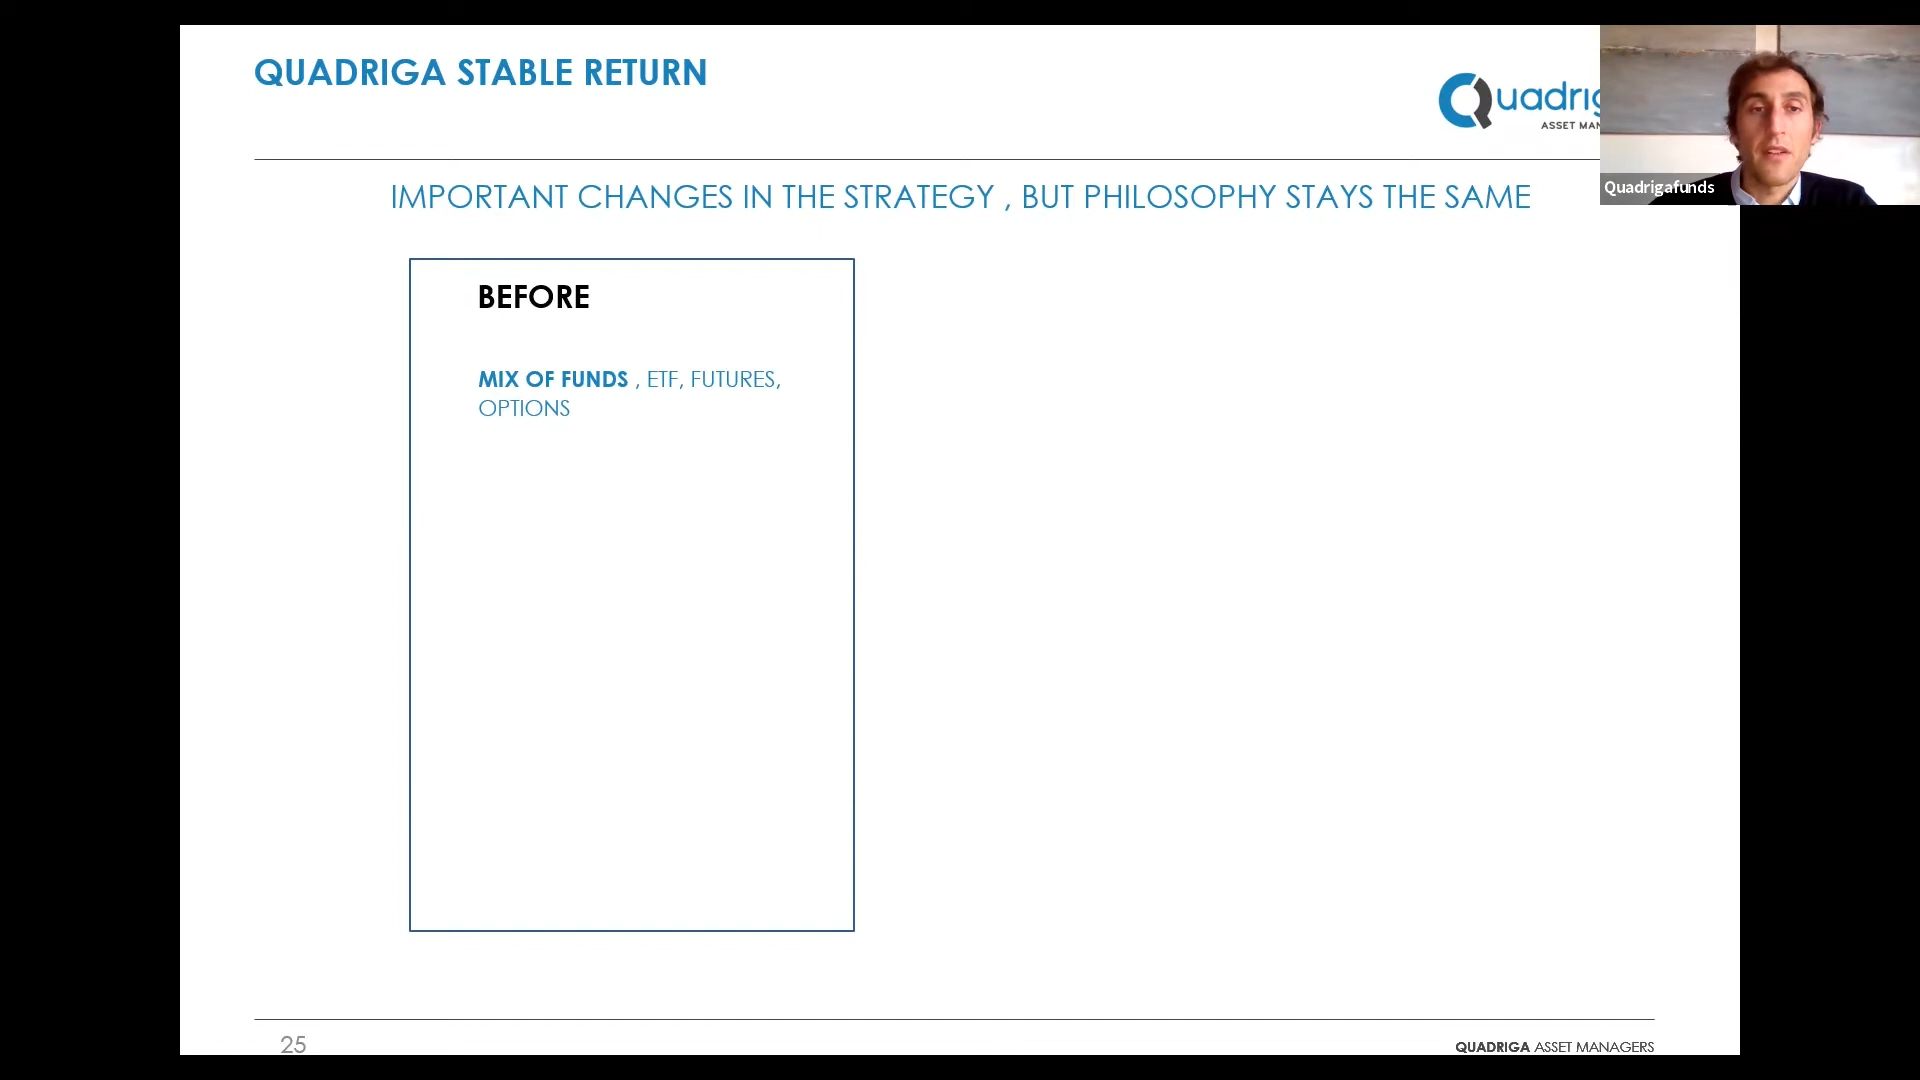 QUADRIGA STABLE RETURN
uadrig
ASSET MAN
Quadrigafunds
IMPORTANT CHANGES IN THE STRATEGY , BUT PHILOSOPHY STAYS THE SAME
BEFORE
MIX OF FUNDS , ETF, FUTURES,
OPTIONS
25
QUADRIGA ASSET MANAGERS